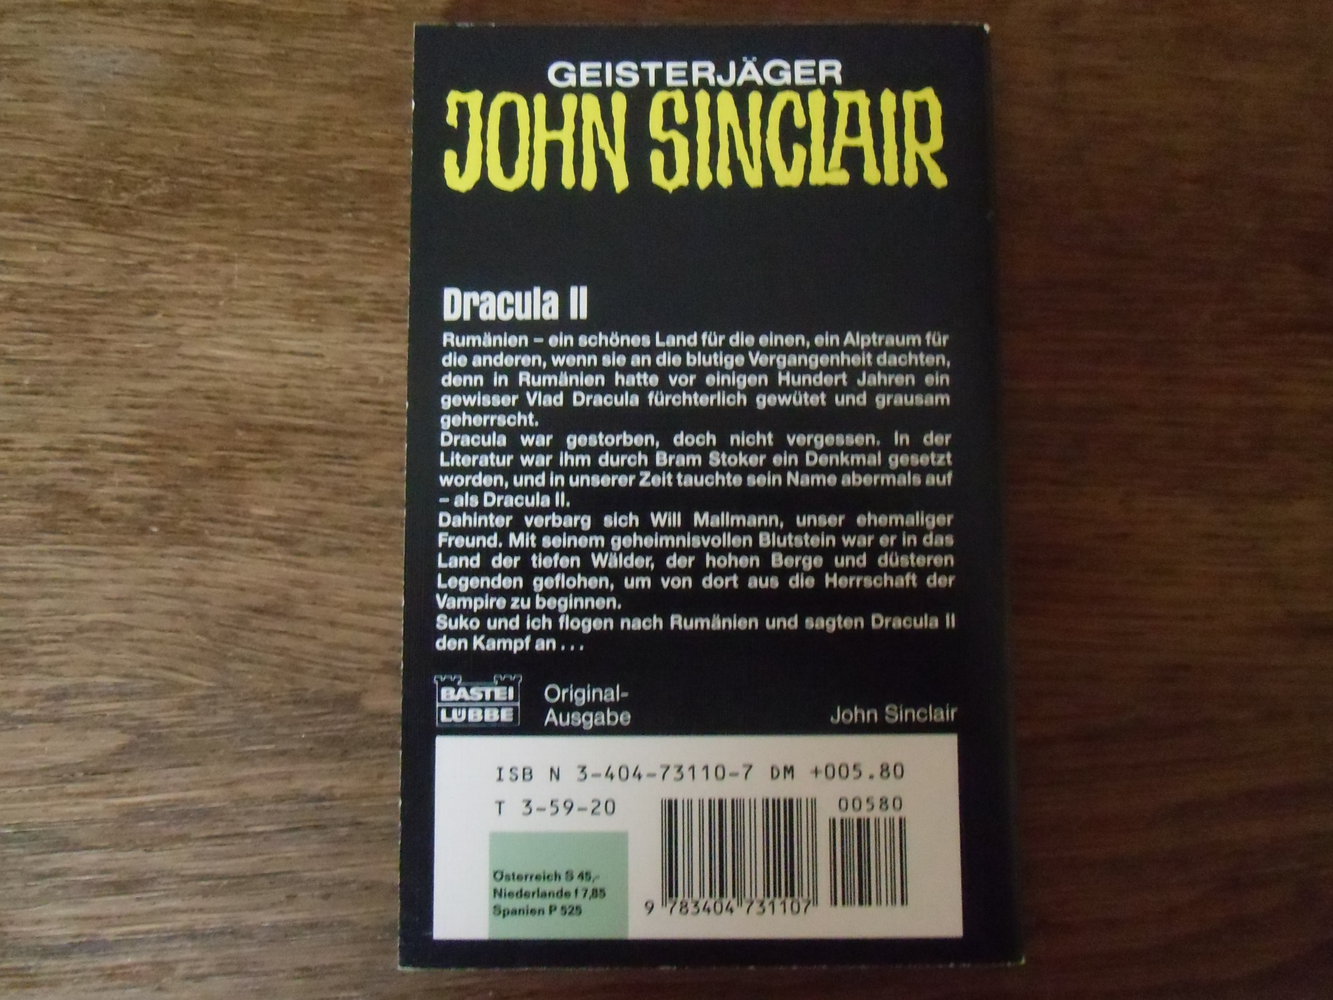 GEISTERJÄGER
JOHN SINCLAIR
Dracula II
Rumänien – ein schönes Land für die einen, ein Alptraum für
die anderen, wenn sie an die blutige Vergangenheit dachten,
denn in Rumänien hatte vor einigen Hundert Jahren ein
gewisser Vlad Dracula fürchterlich gewütet und grausam
geherrscht.
Dracula war gestorben, doch nicht vergessen. In der
Literatur war ihm durch Bram Stoker ein Denkmal gesetzt
worden, und in unserer Zeit tauchte sein Name abermals auf
– als Dracula II.
Dahinter verbarg sich Will Mallmann, unser ehemaliger
Freund. Mit seinem geheimnisvollen Blutstein war er in das
Land der tiefen Wälder, der hohen Berge und düsteren
Legenden geflohen, um von dort aus die Herrschaft der
Vampire zu beginnen.
Suko und ich flogen nach Rumänien und sagten Dracula II
den Kampf an . . .
BASTEI
LÜBBE
Original-
Ausgabe
John Sinclair
ISB N 3-404-73110-7 DM +005.80
T 3-59-20
00580
Österreich S 45,-
Niederlande f 7,85
Spanien P 525
9 783404 731107